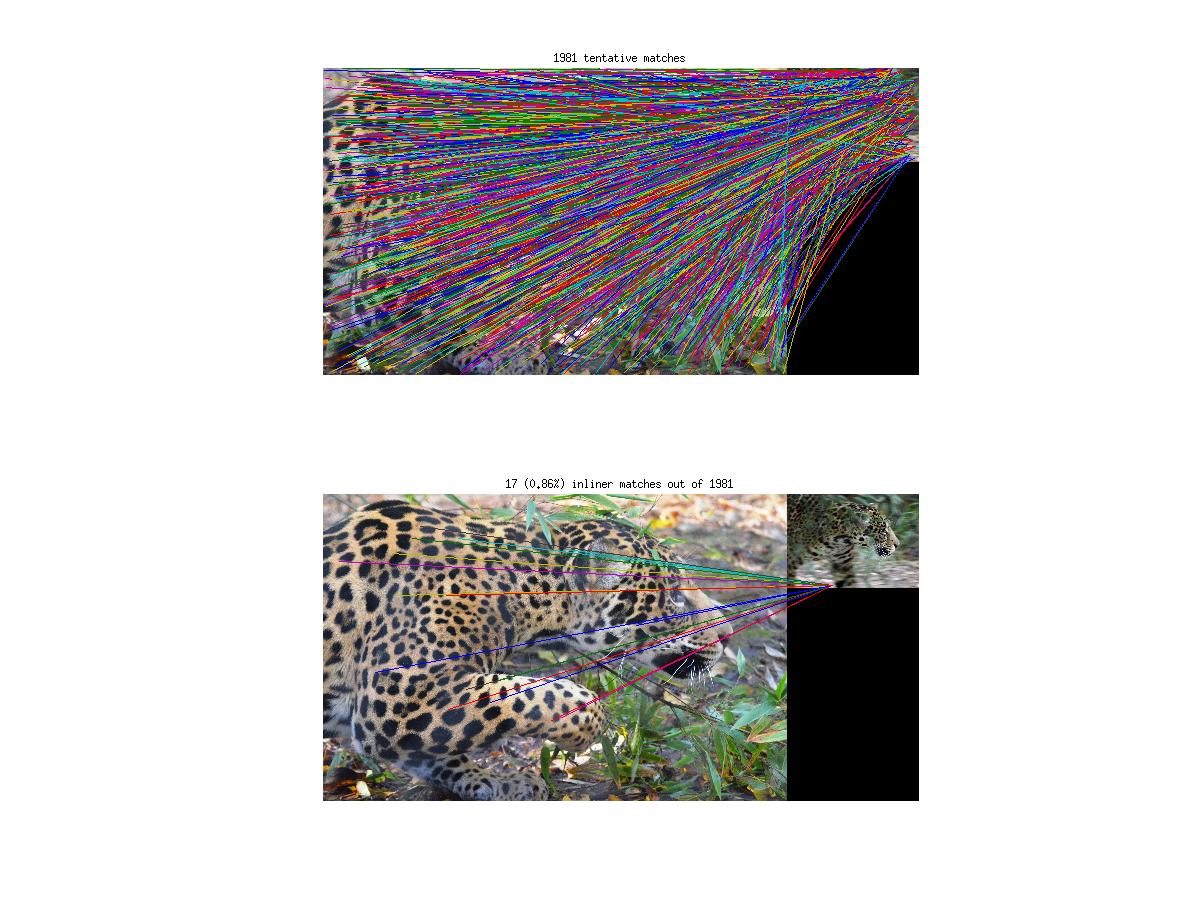 1981 tentative matches
17 (0.86%) inliner matches out of 1981